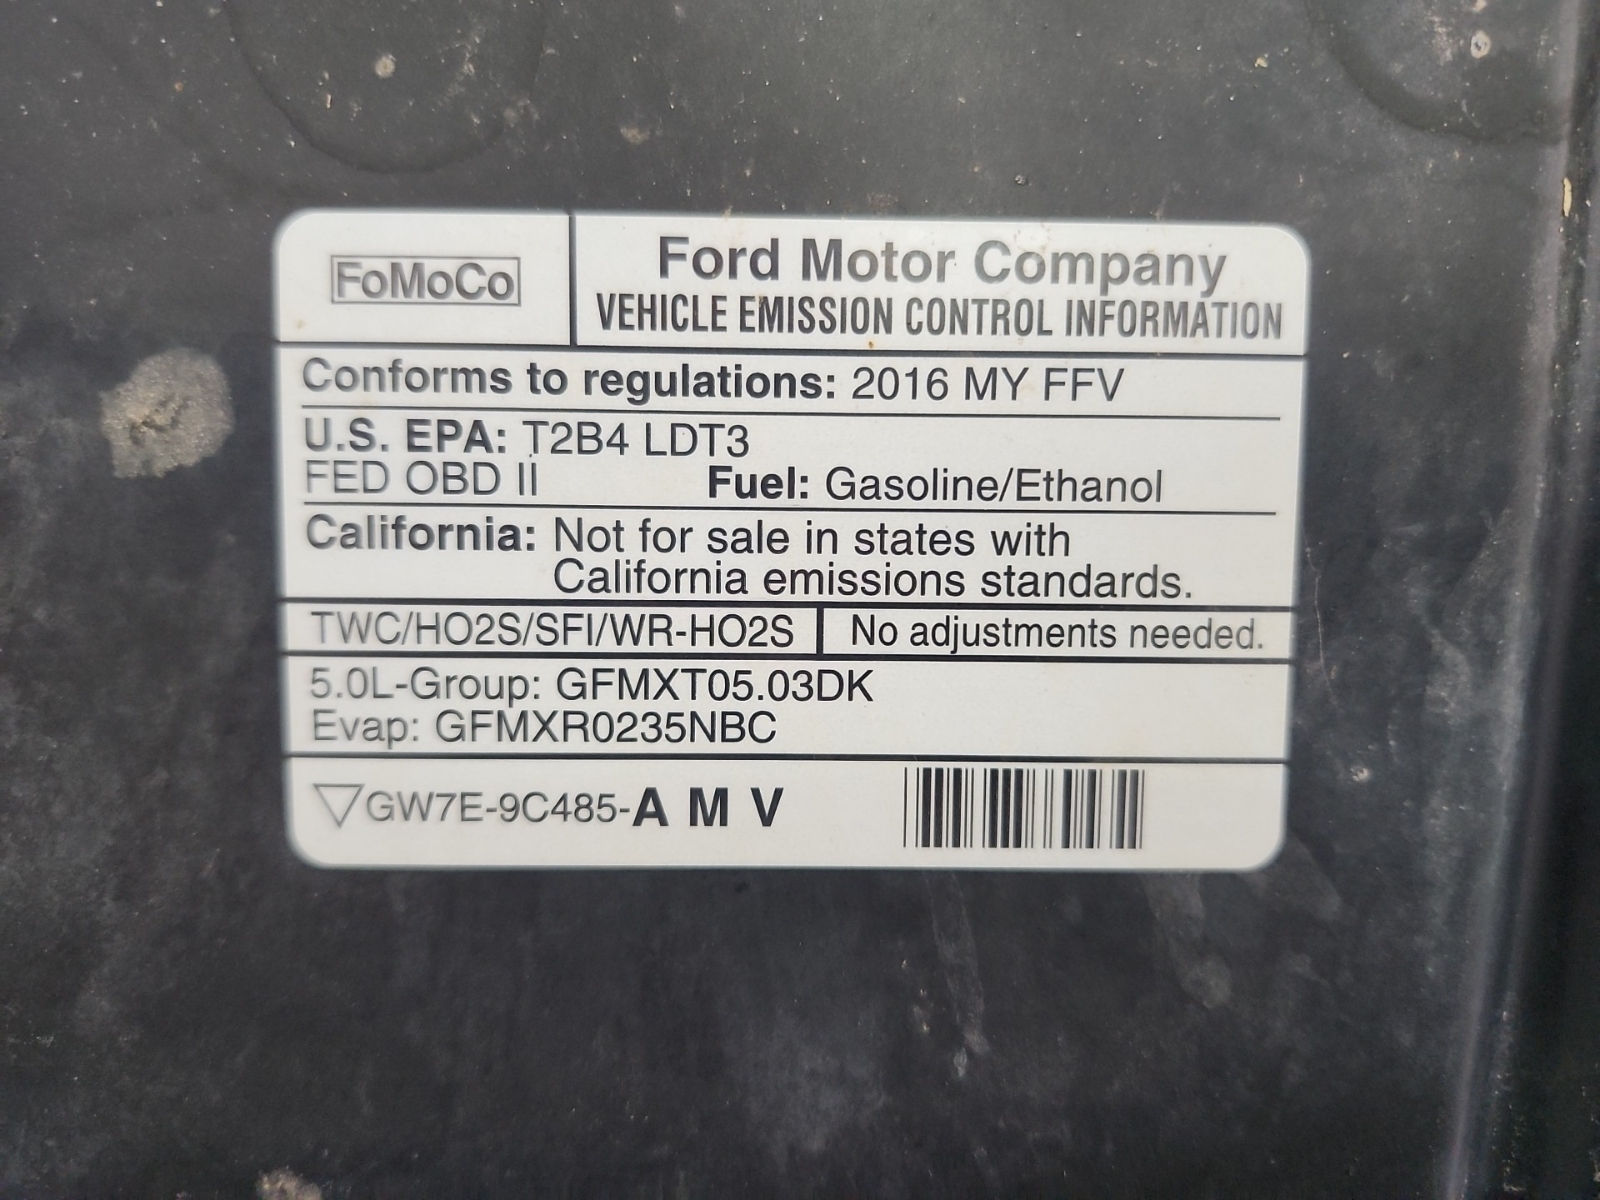 FoMoCo
Ford Motor Company
VEHICLE EMISSION CONTROL INFORMATION
Conforms to regulations: 2016 MY FFV
U.S. EPA: T2B4 LDT3
FED OBD II Fuel: Gasoline/Ethanol
California: Not for sale in states with
California emissions standards.
TWC/HO2S/SFI/WR-HO2S No adjustments needed.
5.0L-Group: GFMXT05.03DK
Evap: GFMXR0235NBC
GW7E-9C485-A M V